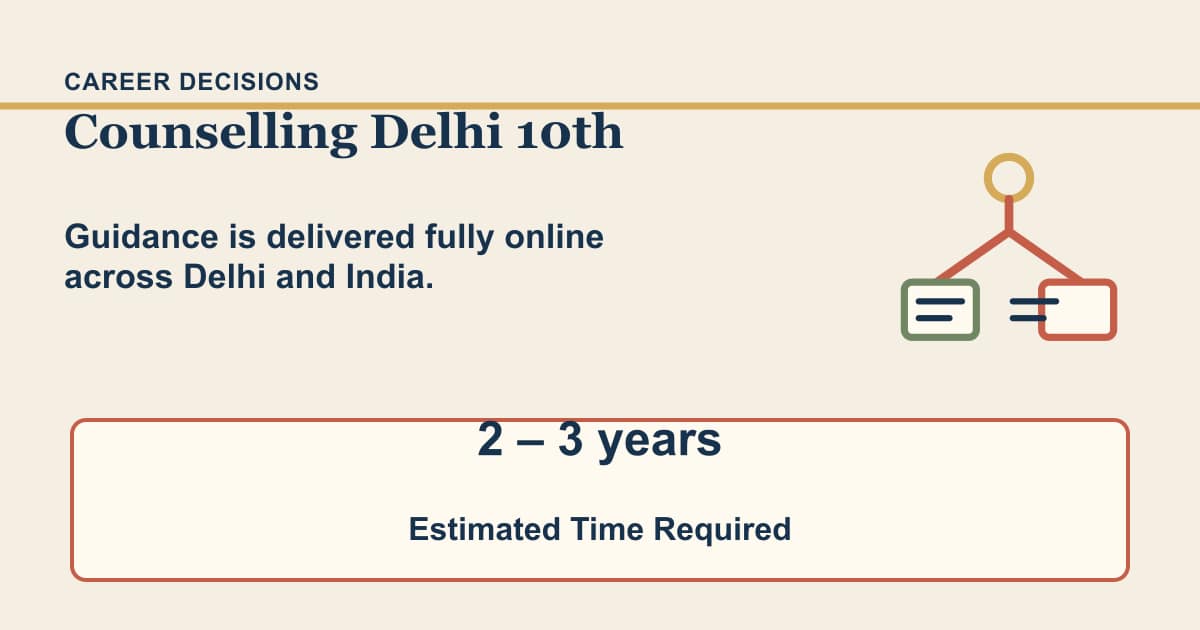 CAREER DECISIONS
Counselling Delhi 10th
Guidance is delivered fully online
across Delhi and India.
2 – 3 years
Estimated Time Required